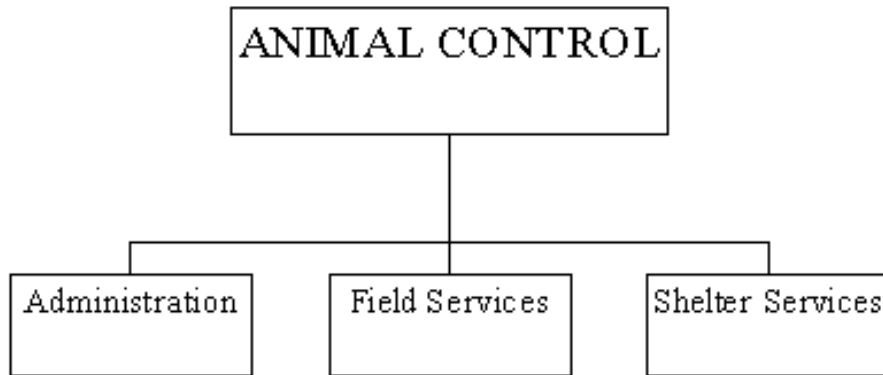 ANIMAL CONTROL
Administration
Field Services
Shelter Services